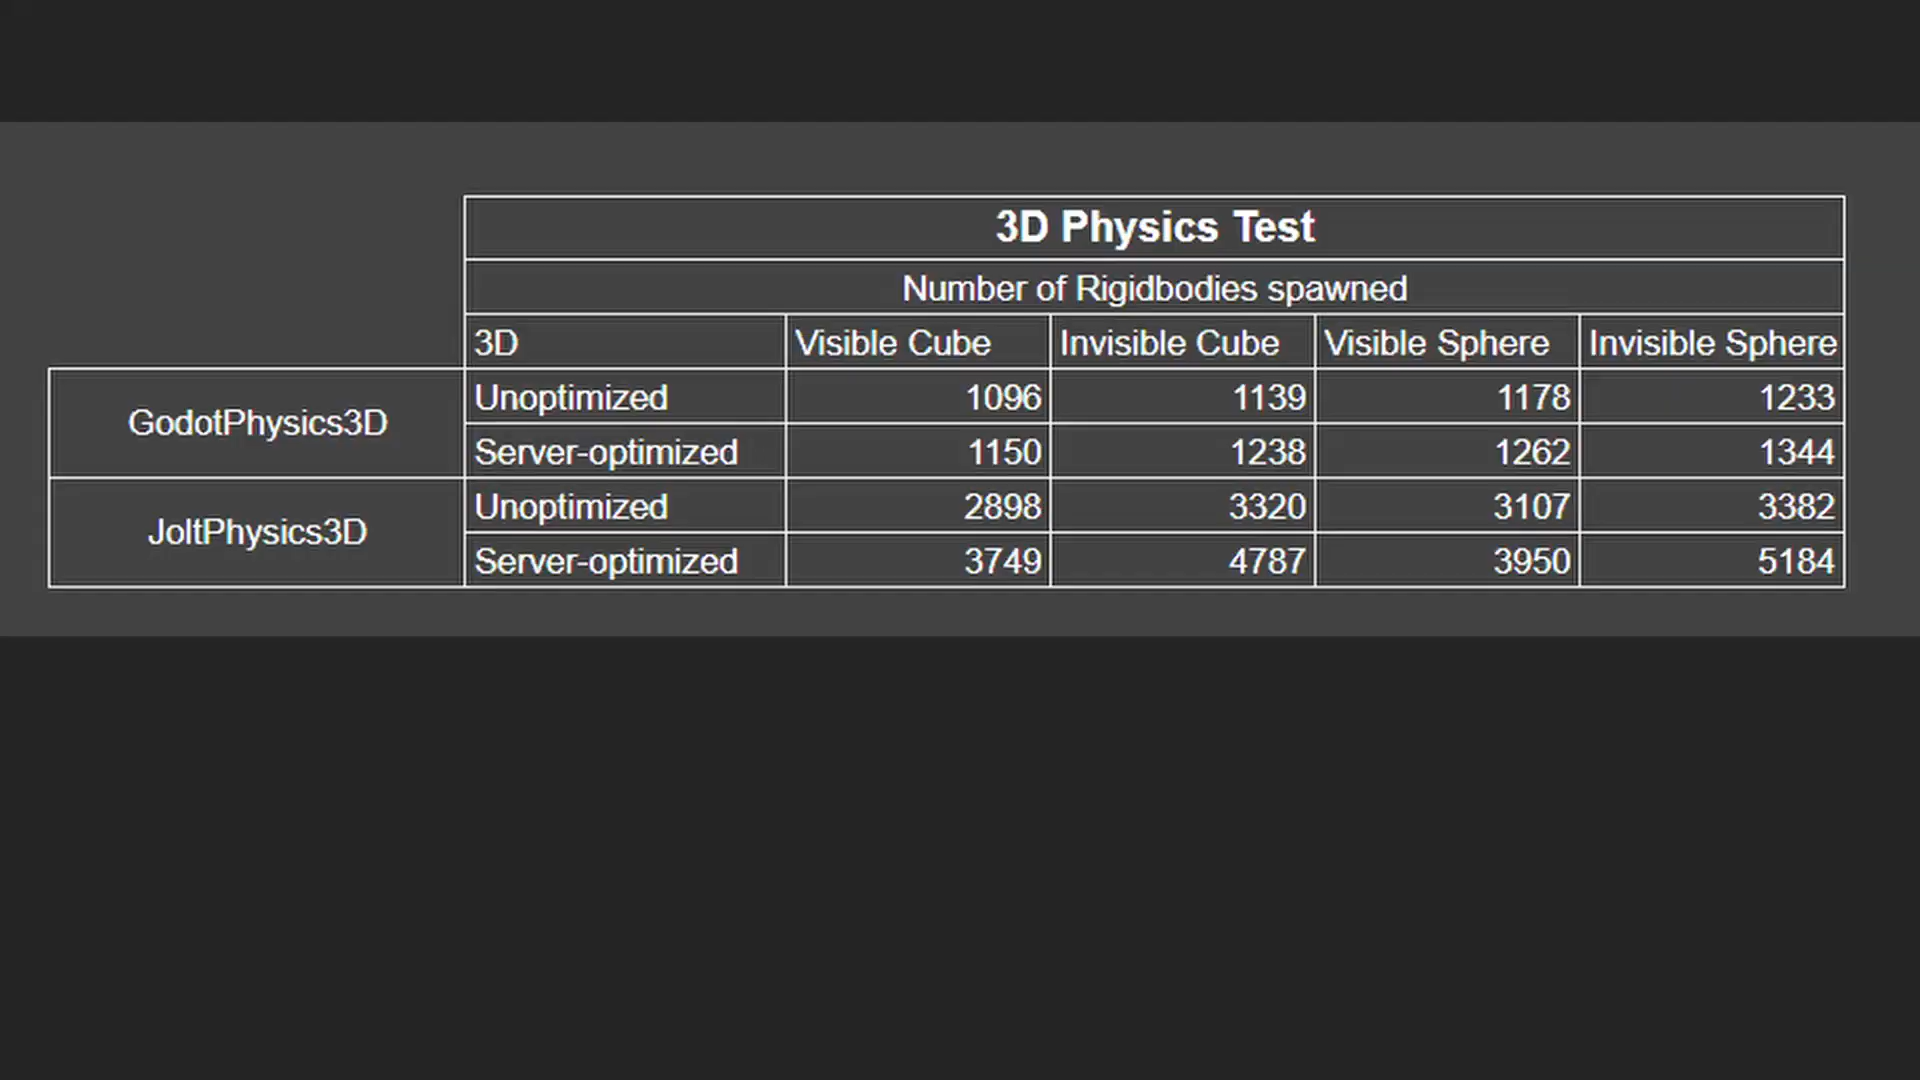 3D Physics Test
Number of Rigidbodies spawned
3D Visible Cube Invisible Cube Visible Sphere Invisible Sphere
GodotPhysics3D
Unoptimized 1096 1139 1178 1233
Server-optimized 1150 1238 1262 1344
JoltPhysics3D
Unoptimized 2898 3320 3107 3382
Server-optimized 3749 4787 3950 5184